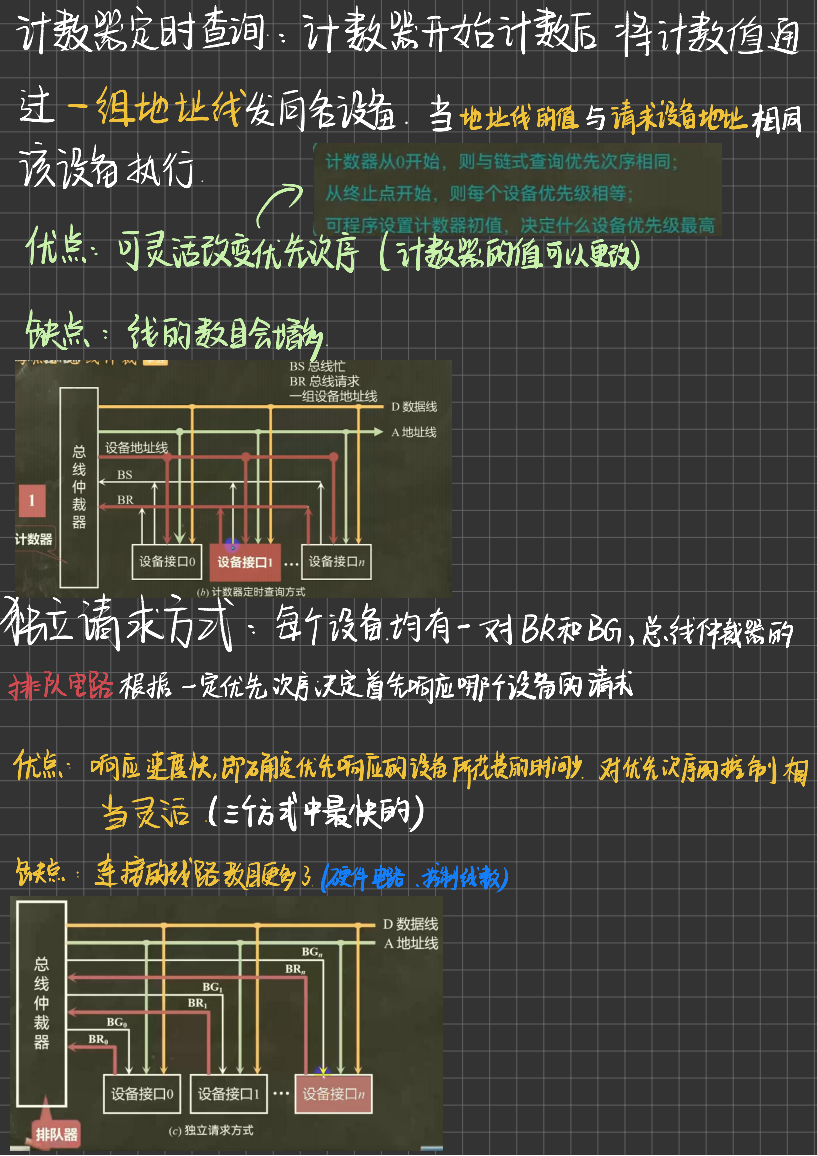 计数器定时查询：计数器开始计数后 将计数值通
过 一组地址线发向各设备. 当 地址线的值 与 请求设备地址 相同
该设备执行.
计数器从0开始，则与链式查询优先次序相同；
从终止点开始，则每个设备优先级相等；
可程序设置计数器初值，决定什么设备优先级最高
优点：可灵活改变优先次序（计数器的值可以更改）
缺点：线的数目会增多.
BS 总线忙
BR 总线请求
一组设备地址线
D 数据线
A 地址线
设备地址线
BS
BR
总线仲裁器
1
计数器
设备接口0
设备接口1
…
设备接口n
(b) 计数器定时查询方式
独立请求方式：每个设备均有一对BR和BG, 总线仲裁器的
排队电路 根据一定优先次序决定首先响应哪个设备的请求
优点：响应速度快, 即确定优先响应的设备所花费的时间少. 对优先次序的控制相
当灵活.（三个方式中最快的）
缺点：连接的线路数目更多了.（硬件电路、控制线数）
D 数据线
A 地址线
BGn
BRn
BG1
BR1
BG0
BR0
总线仲裁器
设备接口0
设备接口1
…
设备接口n
排队器
(c) 独立请求方式